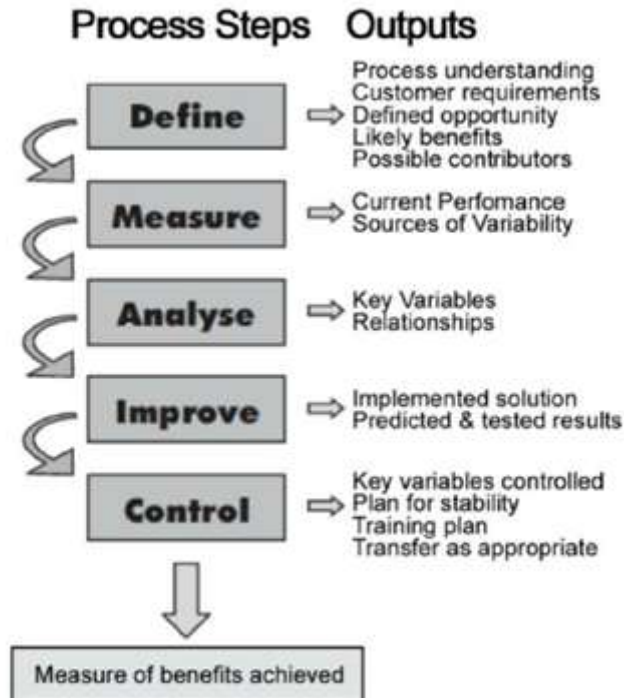 Process Steps Outputs
Define
Process understanding
Customer requirements
Defined opportunity
Likely benefits
Possible contributors
Measure
Current Perfomance
Sources of Variability
Analyse
Key Variables
Relationships
Improve
Implemented solution
Predicted & tested results
Control
Key variables controlled
Plan for stability
Training plan
Transfer as appropriate
Measure of benefits achieved